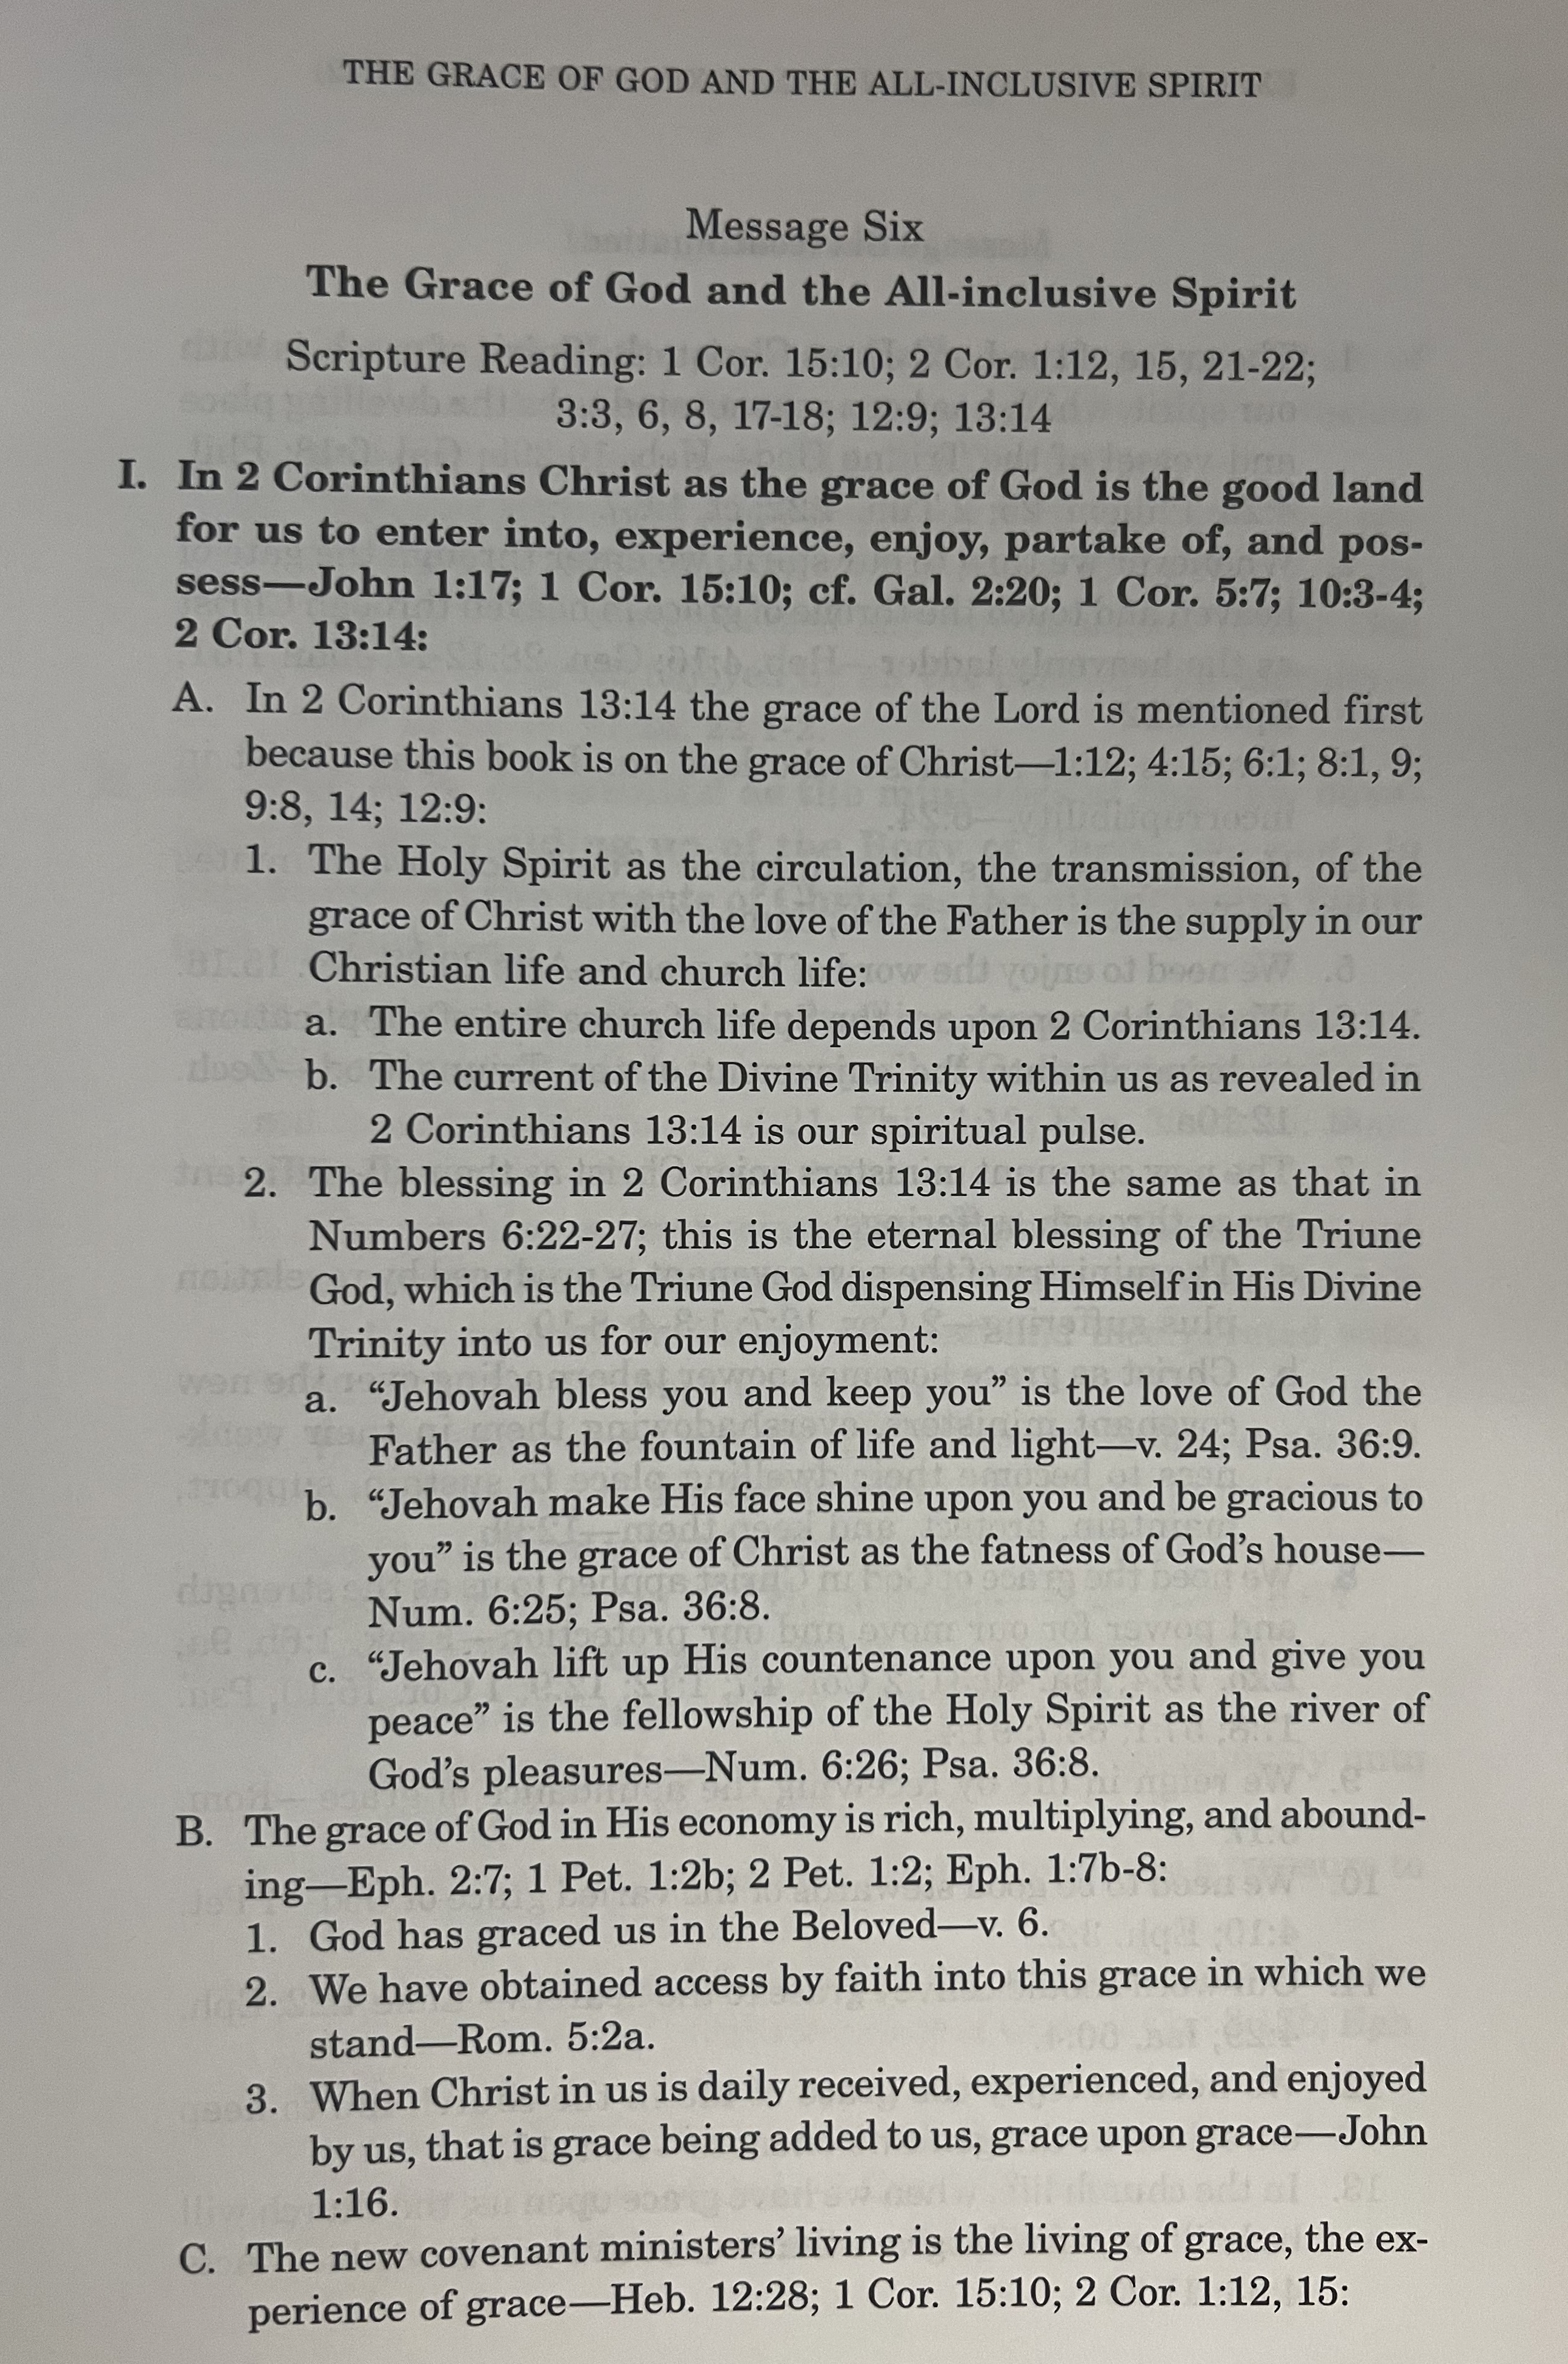 THE GRACE OF GOD AND THE ALL-INCLUSIVE SPIRIT
Message Six
The Grace of God and the All-inclusive Spirit
Scripture Reading: 1 Cor. 15:10; 2 Cor. 1:12, 15, 21-22;
3:3, 6, 8, 17-18; 12:9; 13:14
I. In 2 Corinthians Christ as the grace of God is the good land
for us to enter into, experience, enjoy, partake of, and pos-
sess—John 1:17; 1 Cor. 15:10; cf. Gal. 2:20; 1 Cor. 5:7; 10:3-4;
2 Cor. 13:14:
A. In 2 Corinthians 13:14 the grace of the Lord is mentioned first
because this book is on the grace of Christ—1:12; 4:15; 6:1; 8:1, 9;
9:8, 14; 12:9:
1. The Holy Spirit as the circulation, the transmission, of the
grace of Christ with the love of the Father is the supply in our
Christian life and church life:
a. The entire church life depends upon 2 Corinthians 13:14.
b. The current of the Divine Trinity within us as revealed in
2 Corinthians 13:14 is our spiritual pulse.
2. The blessing in 2 Corinthians 13:14 is the same as that in
Numbers 6:22-27; this is the eternal blessing of the Triune
God, which is the Triune God dispensing Himself in His Divine
Trinity into us for our enjoyment:
a. “Jehovah bless you and keep you” is the love of God the
Father as the fountain of life and light—v. 24; Psa. 36:9.
b. “Jehovah make His face shine upon you and be gracious to
you” is the grace of Christ as the fatness of God’s house—
Num. 6:25; Psa. 36:8.
c. “Jehovah lift up His countenance upon you and give you
peace” is the fellowship of the Holy Spirit as the river of
God’s pleasures—Num. 6:26; Psa. 36:8.
B. The grace of God in His economy is rich, multiplying, and abound-
ing—Eph. 2:7; 1 Pet. 1:2b; 2 Pet. 1:2; Eph. 1:7b-8:
1. God has graced us in the Beloved—v. 6.
2. We have obtained access by faith into this grace in which we
stand—Rom. 5:2a.
3. When Christ in us is daily received, experienced, and enjoyed
by us, that is grace being added to us, grace upon grace—John
1:16.
C. The new covenant ministers’ living is the living of grace, the ex-
perience of grace—Heb. 12:28; 1 Cor. 15:10; 2 Cor. 1:12, 15: